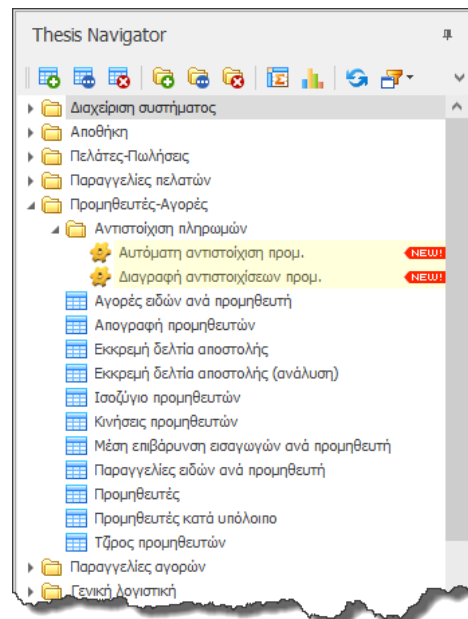 Thesis Navigator
Διαχείριση συστήματος
Αποθήκη
Πελάτες-Πωλήσεις
Παραγγελίες πελατών
Προμηθευτές-Αγορές
Αντιστοίχιση πληρωμών
Αυτόματη αντιστοίχιση προμ. NEW!
Διαγραφή αντιστοιχίσεων προμ. NEW!
Αγορές ειδών ανά προμηθευτή
Απογραφή προμηθευτών
Εκκρεμή δελτία αποστολής
Εκκρεμή δελτία αποστολής (ανάλυση)
Ισοζύγιο προμηθευτών
Κινήσεις προμηθευτών
Μέση επιβάρυνση εισαγωγών ανά προμηθευτή
Παραγγελίες ειδών ανά προμηθευτή
Προμηθευτές
Προμηθευτές κατά υπόλοιπο
Τζίρος προμηθευτών
Παραγγελίες αγορών
Γενική λογιστική